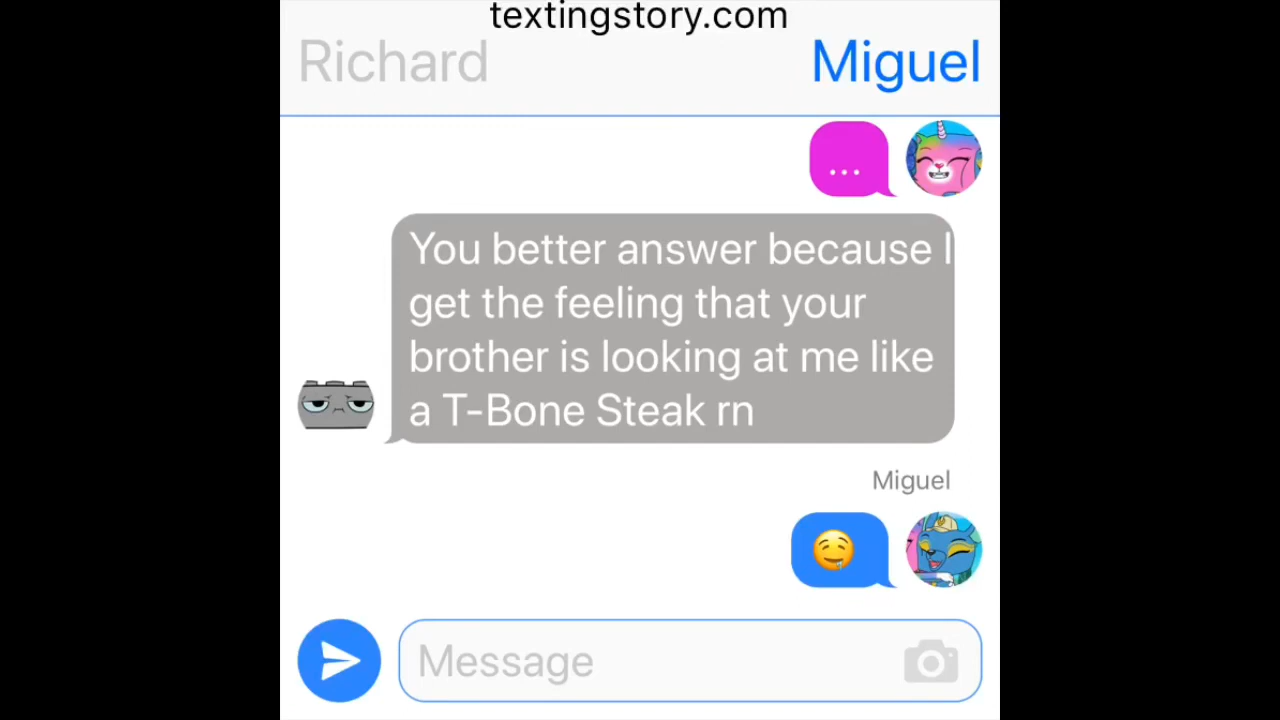 textingstory.com
Richard Miguel
...
You better answer because I
get the feeling that your
brother is looking at me like
a T-Bone Steak rn
Miguel
🤤
Message